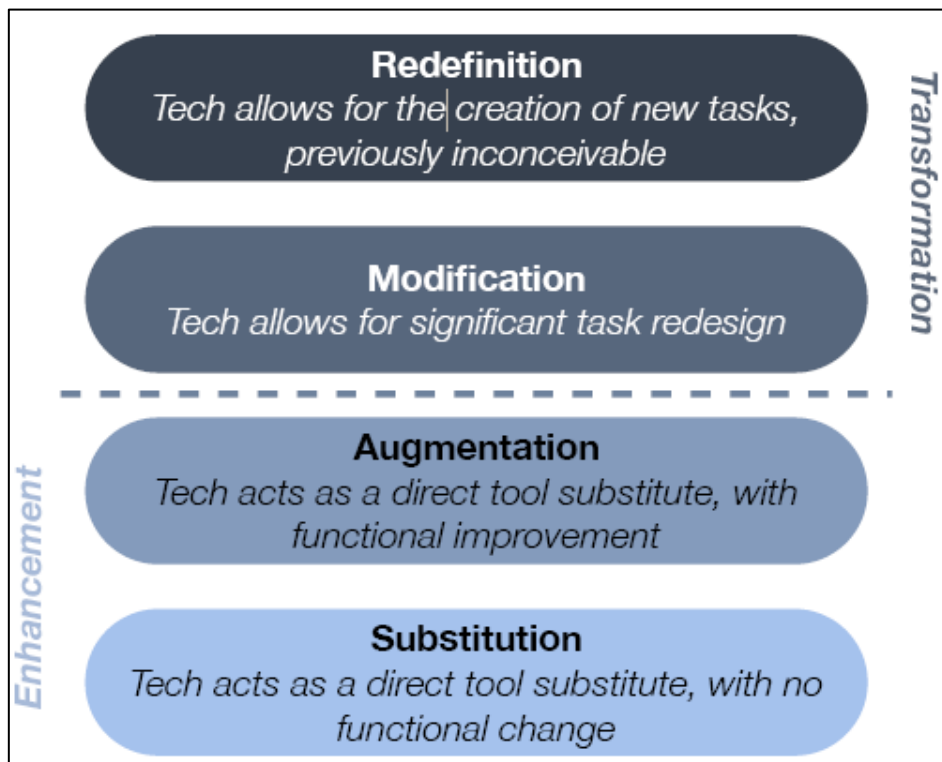 Redefinition
Tech allows for the creation of new tasks,
previously inconceivable
Transformation
Modification
Tech allows for significant task redesign
Augmentation
Tech acts as a direct tool substitute, with
functional improvement
Enhancement
Substitution
Tech acts as a direct tool substitute, with no
functional change